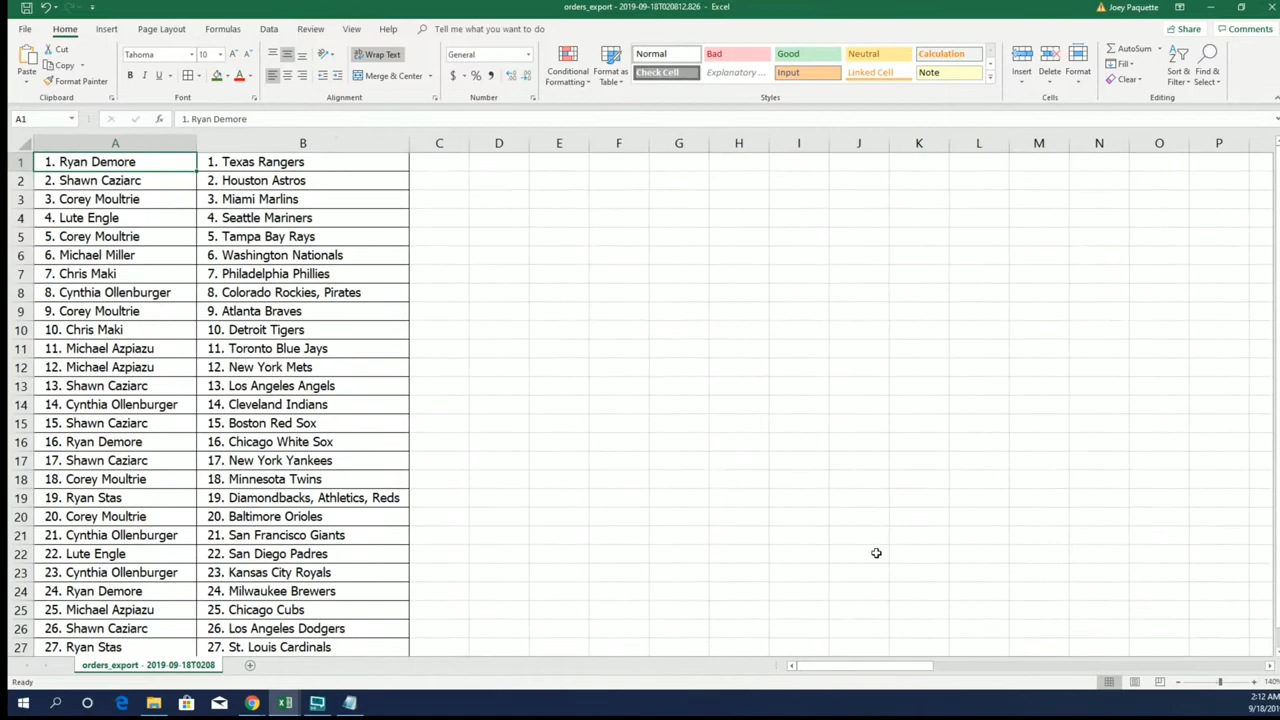 orders_export - 2019-09-18T020812.826 - Excel
Joey Paquette
File Home Insert Page Layout Formulas Data Review View Help Tell me what you want to do Share Comments
Paste Cut Copy Format Painter
Clipboard
Tahoma 10
B I U
Font
Wrap Text
Merge & Center
Alignment
General
$ % ,
Number
Conditional Formatting
Format as Table
Normal Bad Good Neutral Calculation
Check Cell Explanatory ... Input Linked Cell Note
Styles
Insert Delete Format
Cells
AutoSum
Fill
Clear
Sort & Filter
Find & Select
Editing
A1 fx 1. Ryan Demore
A B C D E F G H I J K L M N O P
1 1. Ryan Demore 1. Texas Rangers
2 2. Shawn Caziarc 2. Houston Astros
3 3. Corey Moultrie 3. Miami Marlins
4 4. Lute Engle 4. Seattle Mariners
5 5. Corey Moultrie 5. Tampa Bay Rays
6 6. Michael Miller 6. Washington Nationals
7 7. Chris Maki 7. Philadelphia Phillies
8 8. Cynthia Ollenburger 8. Colorado Rockies, Pirates
9 9. Corey Moultrie 9. Atlanta Braves
10 10. Chris Maki 10. Detroit Tigers
11 11. Michael Azpiazu 11. Toronto Blue Jays
12 12. Michael Azpiazu 12. New York Mets
13 13. Shawn Caziarc 13. Los Angeles Angels
14 14. Cynthia Ollenburger 14. Cleveland Indians
15 15. Shawn Caziarc 15. Boston Red Sox
16 16. Ryan Demore 16. Chicago White Sox
17 17. Shawn Caziarc 17. New York Yankees
18 18. Corey Moultrie 18. Minnesota Twins
19 19. Ryan Stas 19. Diamondbacks, Athletics, Reds
20 20. Corey Moultrie 20. Baltimore Orioles
21 21. Cynthia Ollenburger 21. San Francisco Giants
22 22. Lute Engle 22. San Diego Padres
23 23. Cynthia Ollenburger 23. Kansas City Royals
24 24. Ryan Demore 24. Milwaukee Brewers
25 25. Michael Azpiazu 25. Chicago Cubs
26 26. Shawn Caziarc 26. Los Angeles Dodgers
27 27. Ryan Stas 27. St. Louis Cardinals
orders_export - 2019-09-18T0208
Ready 140%
2:12 AM
9/18/201